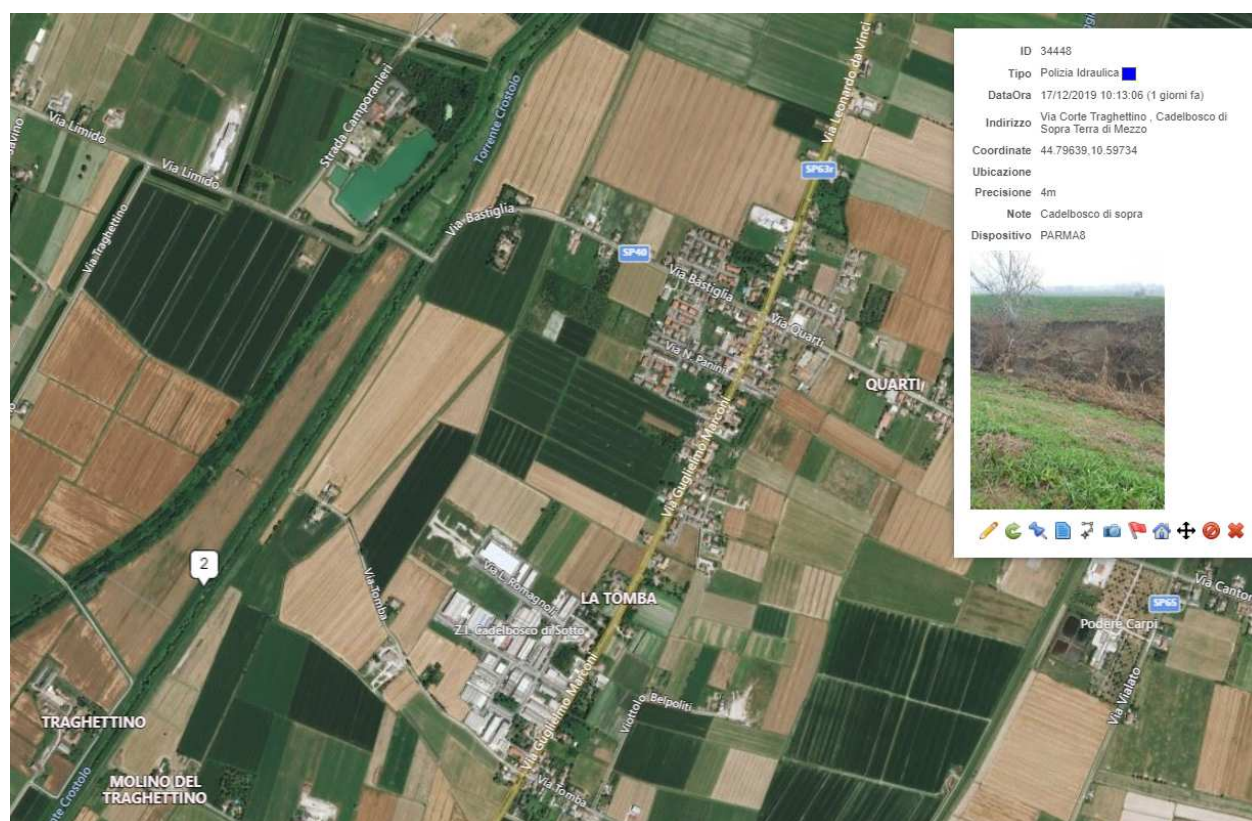 ID 34448
Tipo Polizia Idraulica
DataOra 17/12/2019 10:13:06 (1 giorni fa)
Indirizzo Via Corte Traghettino , Cadelbosco di
Sopra Terra di Mezzo
Coordinate 44.79639,10.59734
Ubicazione
Precisione 4m
Note Cadelbosco di sopra
Dispositivo PARMA8
Via Limido
Via Limido
Strada Camporanieri
Torrente Crostolo
Via Leonardo da Vinci
SP63r
Via Traghettino
Via Bastiglia
SP40
Via Bastiglia
Via Quarti
Via N. Panini
QUARTI
Via Guglielmo Marconi
2
Via Tomba
Via L. Romagnoli
LA TOMBA
Z.I. Cadelbosco di Sotto
Via Canton
SP65
Podere Carpi
Via Vialato
Viottolo Belpoliti
Via Guglielmo Marconi
TRAGHETTINO
MOLINO DEL
TRAGHETTINO
Via Tomba